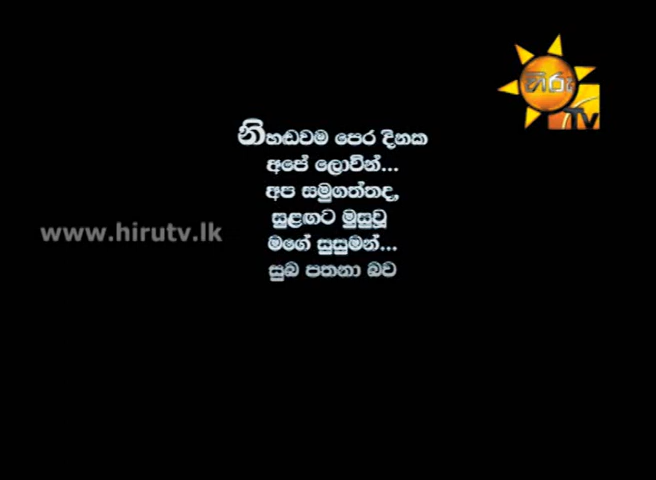 හිරු
Tv
නිහඬවම පෙර දිනක
අපේ ලොවින්...
අප සමුගත්තද,
සුළඟට මුසුවූ
www.hirutv.lk
මගේ සුසුමන්...
සුබ පතනා බව